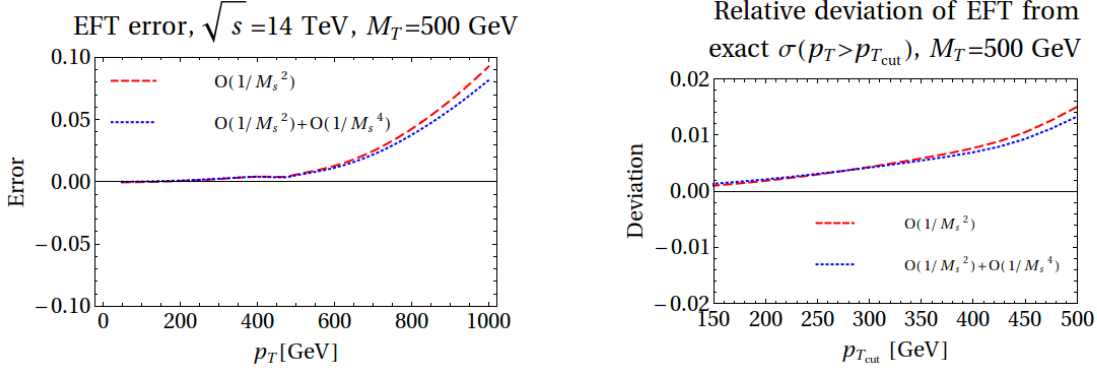 EFT error, √s =14 TeV, M_T=500 GeV
0.10
0.05
0.00
−0.05
−0.10
Error
O(1/M_s^2)
O(1/M_s^2)+O(1/M_s^4)
0 200 400 600 800 1000
p_T[GeV]
Relative deviation of EFT from
exact σ(p_T>p_T_cut), M_T=500 GeV
0.02
0.01
0.00
−0.01
−0.02
Deviation
O(1/M_s^2)
O(1/M_s^2)+O(1/M_s^4)
150 200 250 300 350 400 450 500
p_T_cut [GeV]